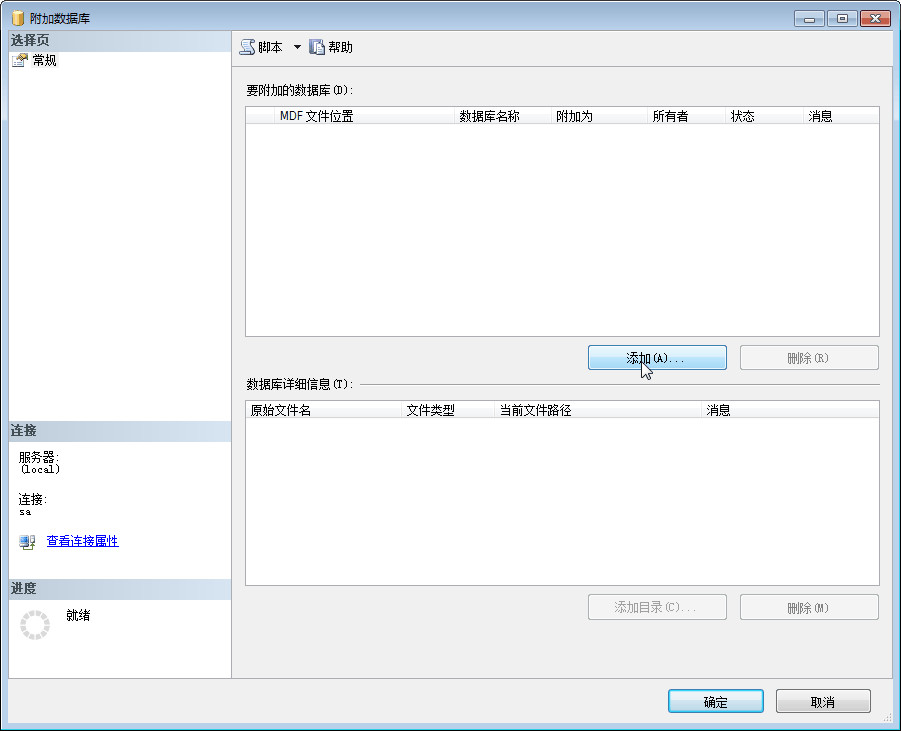 附加数据库
选择页
常规
脚本 帮助
要附加的数据库(D):
MDF 文件位置 数据库名称 附加为 所有者 状态 消息
添加(A)... 删除(R)
数据库详细信息(T):
原始文件名 文件类型 当前文件路径 消息
连接
服务器:
(local)
连接:
sa
查看连接属性
进度
就绪
添加目录(C)... 删除(M)
确定 取消